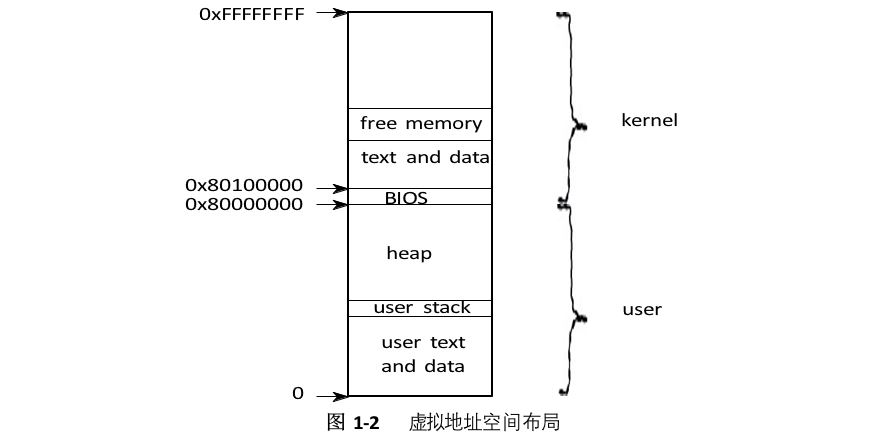 0xFFFFFFFF
free memory
kernel
text and data
0x80100000
BIOS
0x80000000
heap
user stack
user
user text
and data
0
图 1-2 虚拟地址空间布局